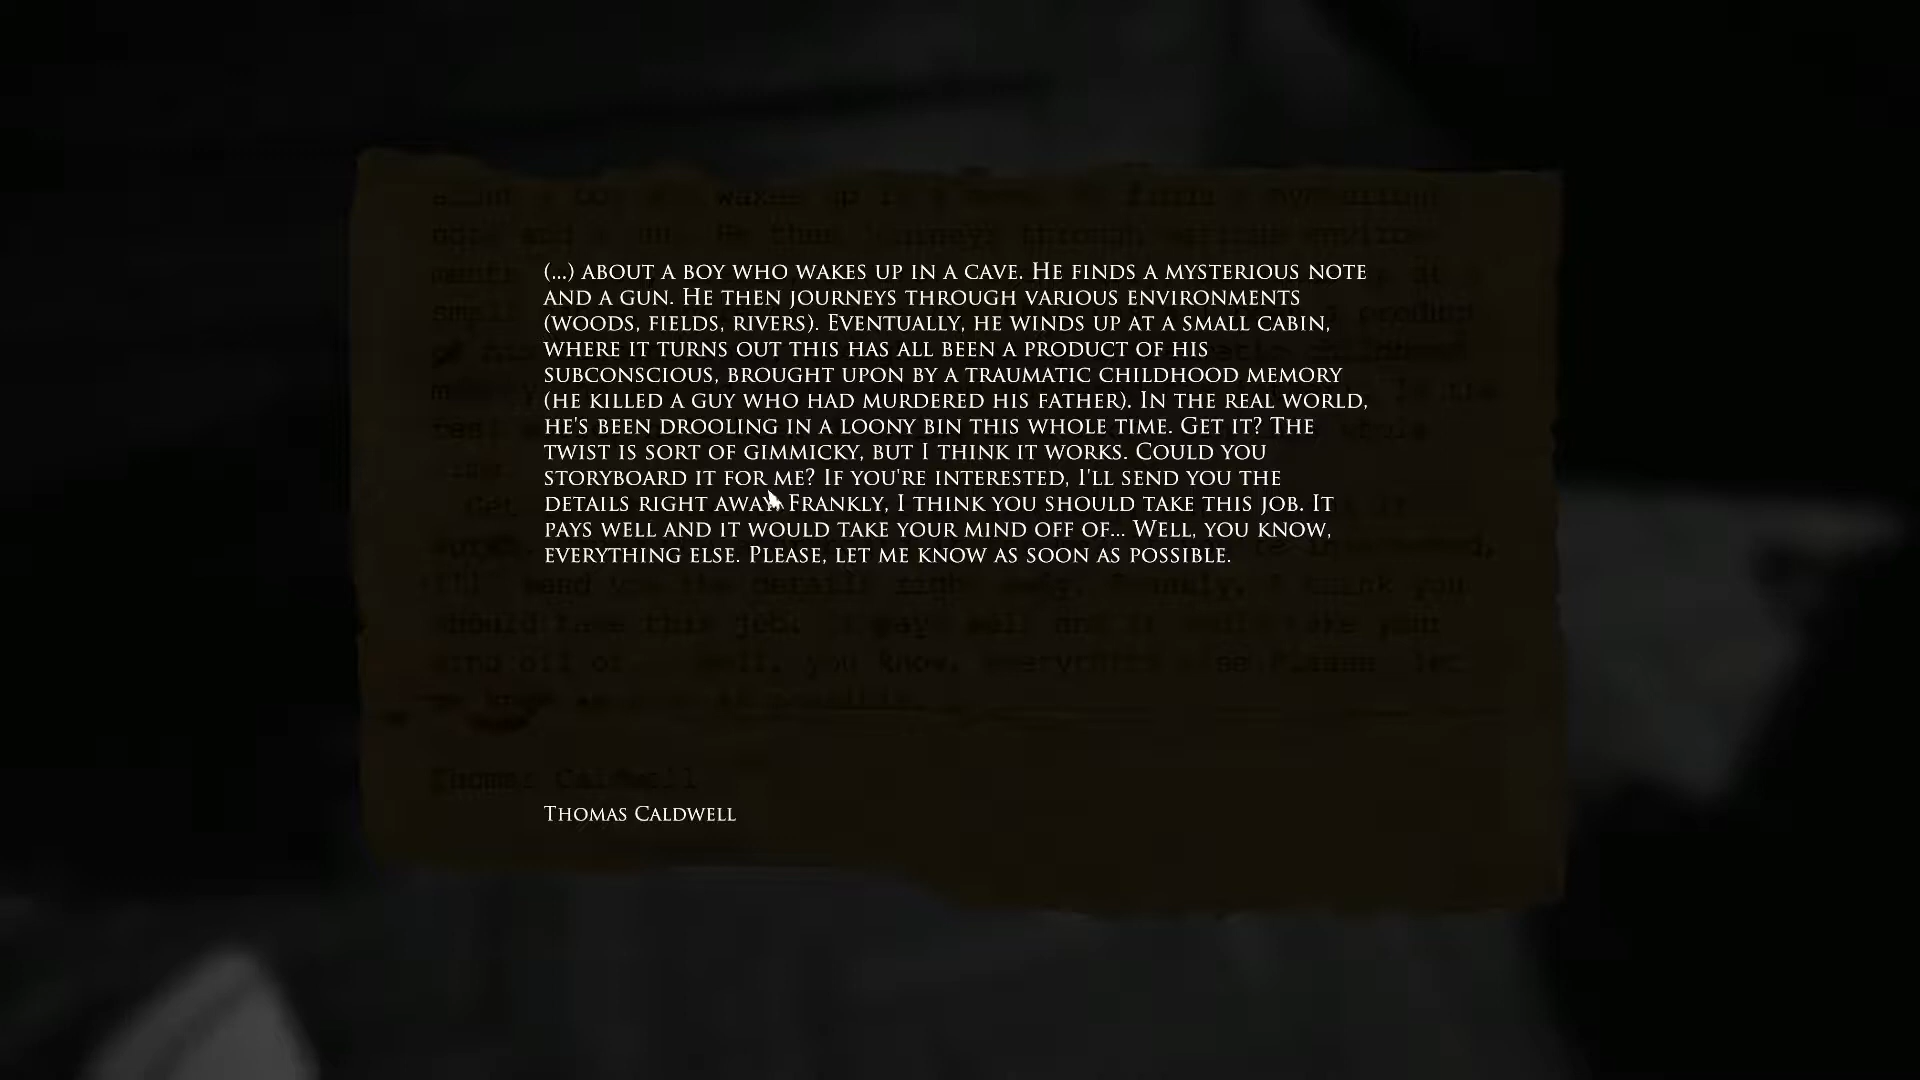 (...) ABOUT A BOY WHO WAKES UP IN A CAVE. HE FINDS A MYSTERIOUS NOTE
AND A GUN. HE THEN JOURNEYS THROUGH VARIOUS ENVIRONMENTS
(WOODS, FIELDS, RIVERS). EVENTUALLY, HE WINDS UP AT A SMALL CABIN,
WHERE IT TURNS OUT THIS HAS ALL BEEN A PRODUCT OF HIS
SUBCONSCIOUS, BROUGHT UPON BY A TRAUMATIC CHILDHOOD MEMORY
(HE KILLED A GUY WHO HAD MURDERED HIS FATHER). IN THE REAL WORLD,
HE'S BEEN DROOLING IN A LOONY BIN THIS WHOLE TIME. GET IT? THE
TWIST IS SORT OF GIMMICKY, BUT I THINK IT WORKS. COULD YOU
STORYBOARD IT FOR ME? IF YOU'RE INTERESTED, I'LL SEND YOU THE
DETAILS RIGHT AWAY. FRANKLY, I THINK YOU SHOULD TAKE THIS JOB. IT
PAYS WELL AND IT WOULD TAKE YOUR MIND OFF OF... WELL, YOU KNOW,
EVERYTHING ELSE. PLEASE, LET ME KNOW AS SOON AS POSSIBLE.
THOMAS CALDWELL